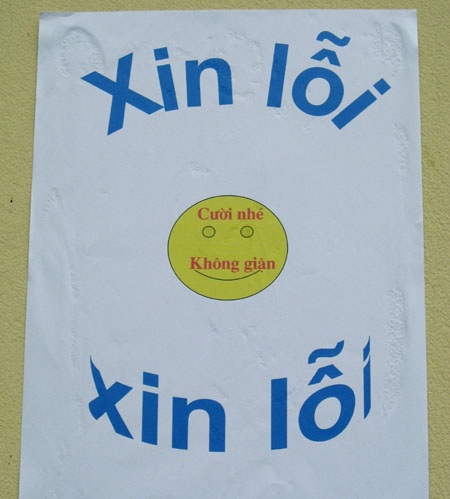 Xin lỗi
Cười nhé
Không giận
xin lỗi